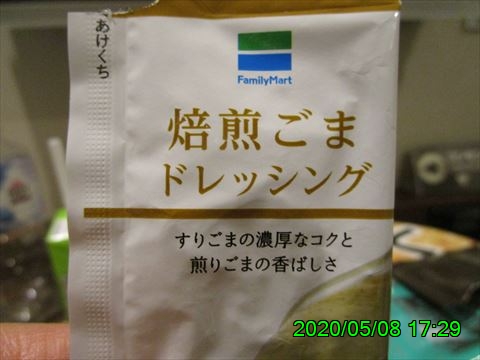 あけくち
FamilyMart
焙煎ごま
ドレッシング
すりごまの濃厚なコクと
煎りごまの香ばしさ
2020/05/08 17:29